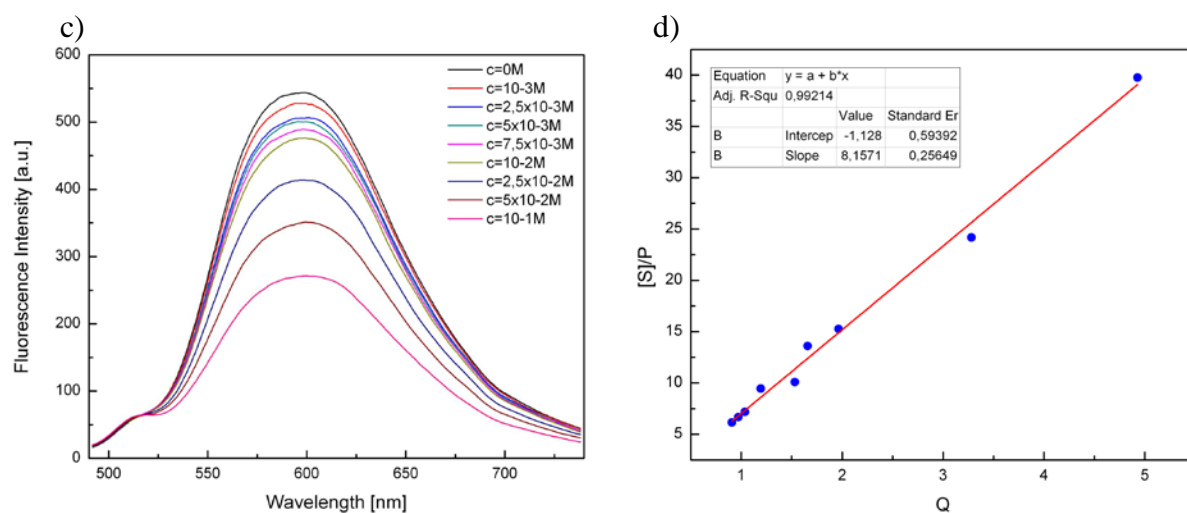 c)
600
500
400
300
200
100
0
Fluorescence Intensity [a.u.]
500
550
600
650
700
Wavelength [nm]
c=0M
c=10-3M
c=2,5x10-3M
c=5x10-3M
c=7,5x10-3M
c=10-2M
c=2,5x10-2M
c=5x10-2M
c=10-1M
d)
40
35
30
25
20
15
10
5
[S]/P
1
2
3
4
5
Q
Equation y = a + b*x
Adj. R-Squ 0,99214
Value Standard Er
B Intercep -1,128 0,59392
B Slope 8,1571 0,25649